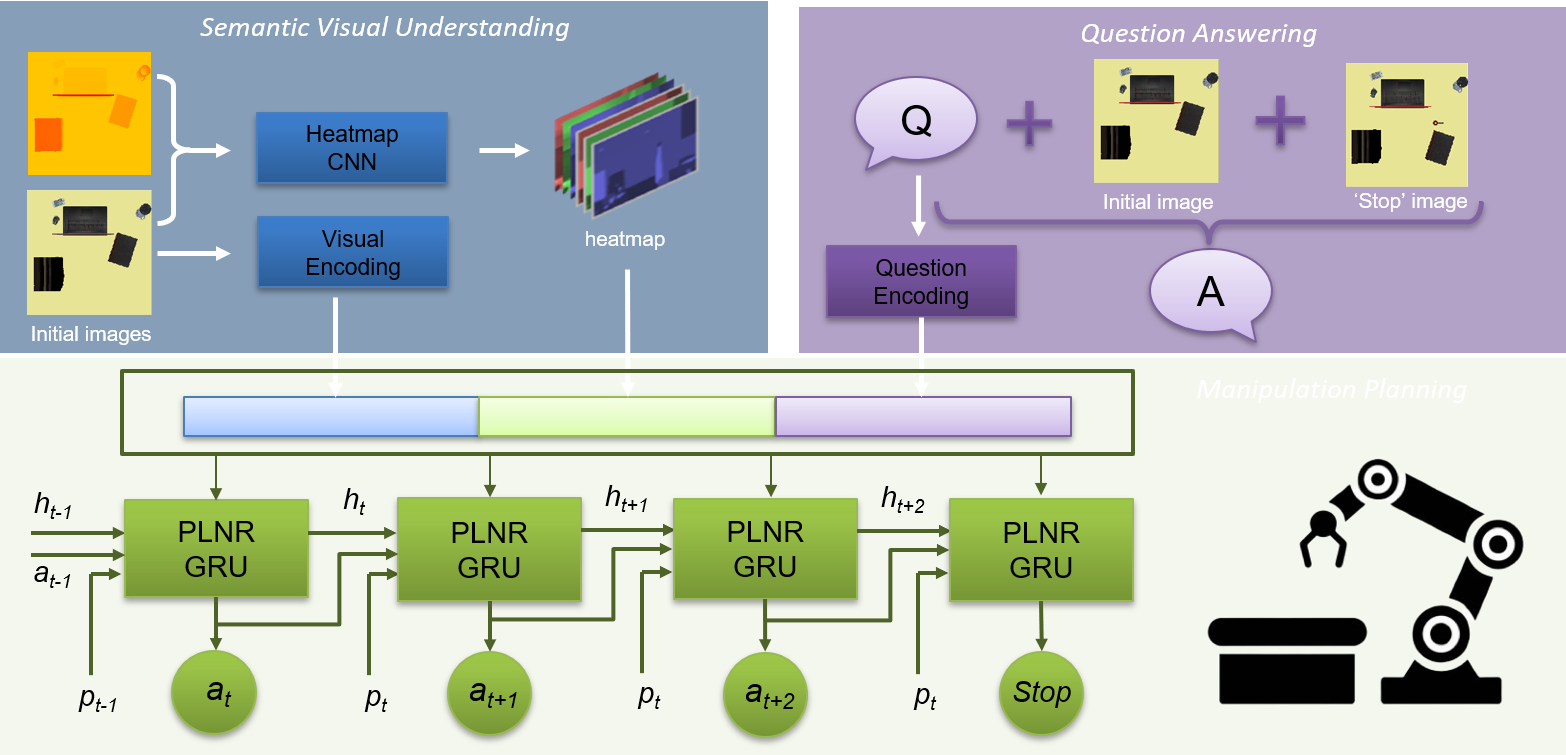 Semantic Visual Understanding
Heatmap
CNN
Visual
Encoding
heatmap
Initial images
Question Answering
Q
Initial image
'Stop' image
Question
Encoding
A
Manipulation Planning
h_{t-1}
a_{t-1}
p_{t-1}
PLNR
GRU
a_t
h_t
p_t
PLNR
GRU
a_{t+1}
h_{t+1}
p_t
PLNR
GRU
a_{t+2}
h_{t+2}
p_t
PLNR
GRU
Stop